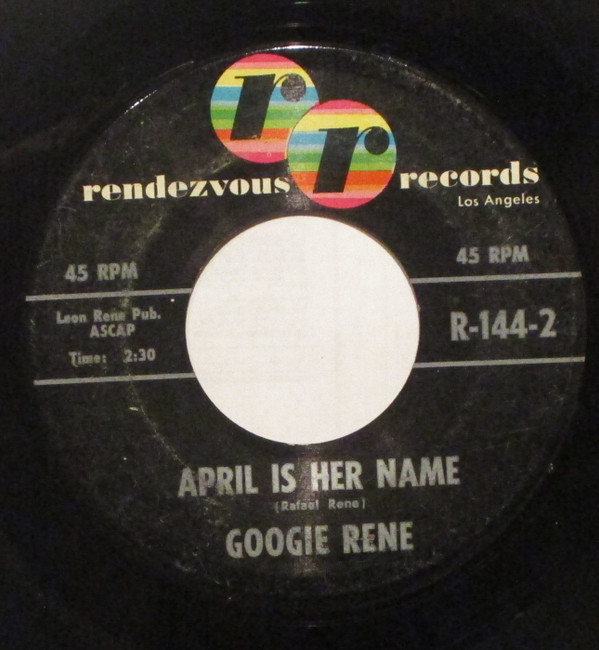 r r
rendezvous records
Los Angeles
45 RPM
45 RPM
Leon Rene Pub.
ASCAP
Time: 2:30
R-144-2
APRIL IS HER NAME
(Rafael Rene)
GOOGIE RENE